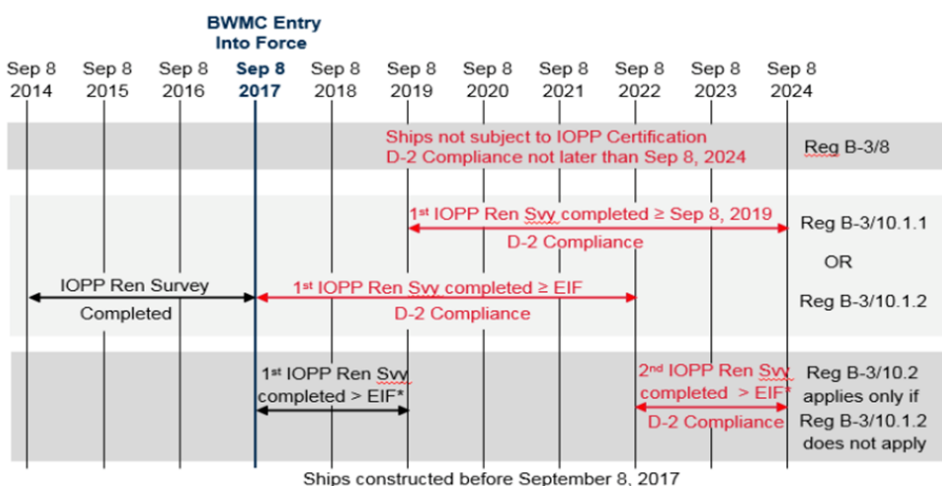 BWMC Entry
Into Force
Sep 8 Sep 8 Sep 8 Sep 8 Sep 8 Sep 8 Sep 8 Sep 8 Sep 8 Sep 8 Sep 8
2014 2015 2016 2017 2018 2019 2020 2021 2022 2023 2024
Ships not subject to IOPP Certification
D-2 Compliance not later than Sep 8, 2024
Reg B-3/8
1st IOPP Ren Svy completed ≥ Sep 8, 2019
D-2 Compliance
Reg B-3/10.1.1
OR
Reg B-3/10.1.2
IOPP Ren Survey
Completed
1st IOPP Ren Svy completed ≥ EIF
D-2 Compliance
1st IOPP Ren Svy
completed > EIF*
2nd IOPP Ren Svy
completed > EIF*
D-2 Compliance
Reg B-3/10.2
applies only if
Reg B-3/10.1.2
does not apply
Ships constructed before September 8, 2017